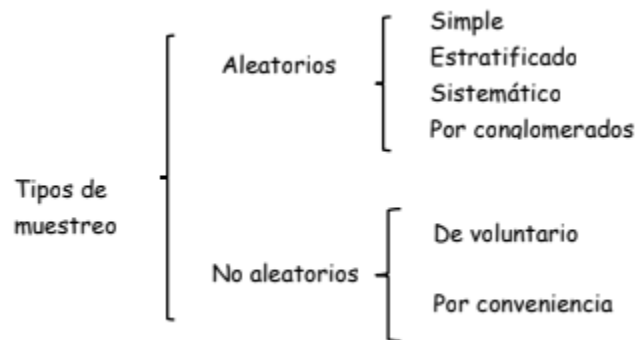 Tipos de
muestreo
Aleatorios
Simple
Estratificado
Sistemático
Por conglomerados
No aleatorios
De voluntario
Por conveniencia